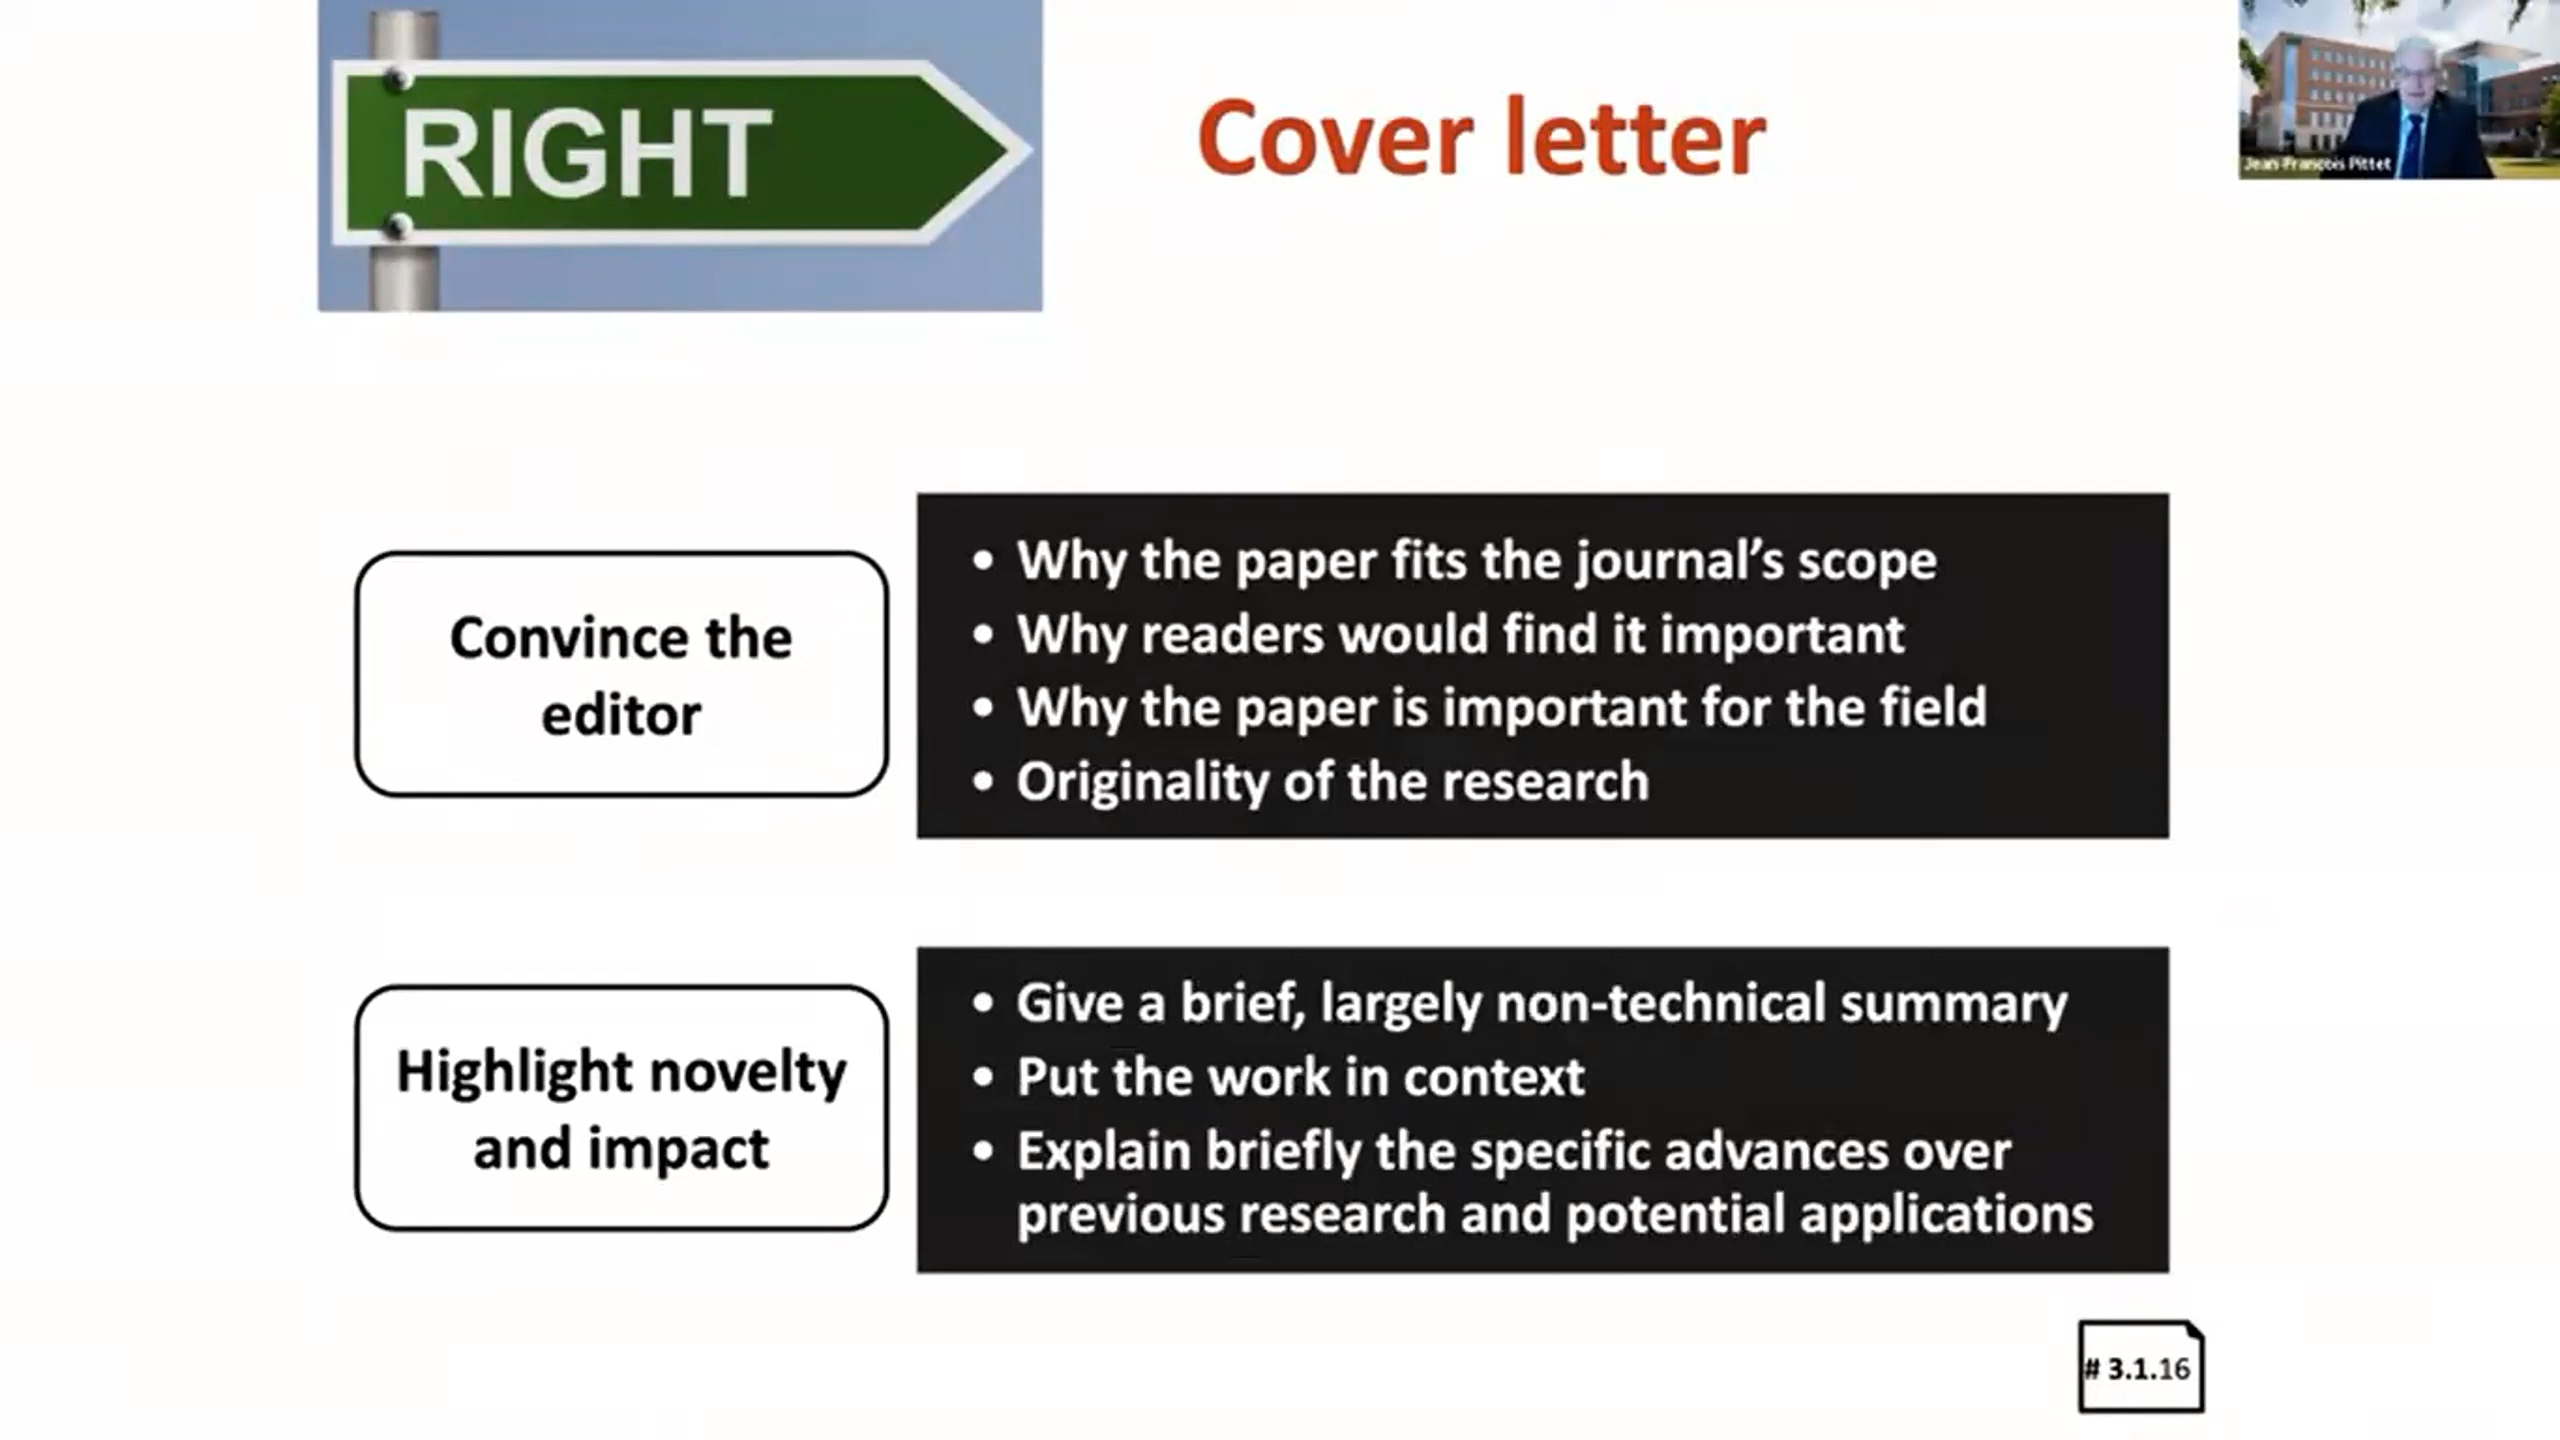 RIGHT
Cover letter
Jean-Francois Pittet
Convince the
editor
• Why the paper fits the journal’s scope
• Why readers would find it important
• Why the paper is important for the field
• Originality of the research
Highlight novelty
and impact
• Give a brief, largely non-technical summary
• Put the work in context
• Explain briefly the specific advances over
previous research and potential applications
# 3.1.16